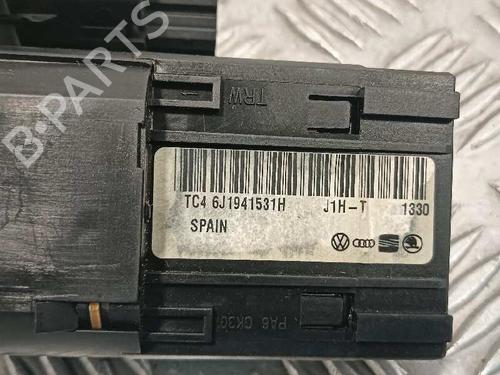 B-PARTS
TRW
TC4 6J1941531H J1H-T 1330
SPAIN
PA6 GK30